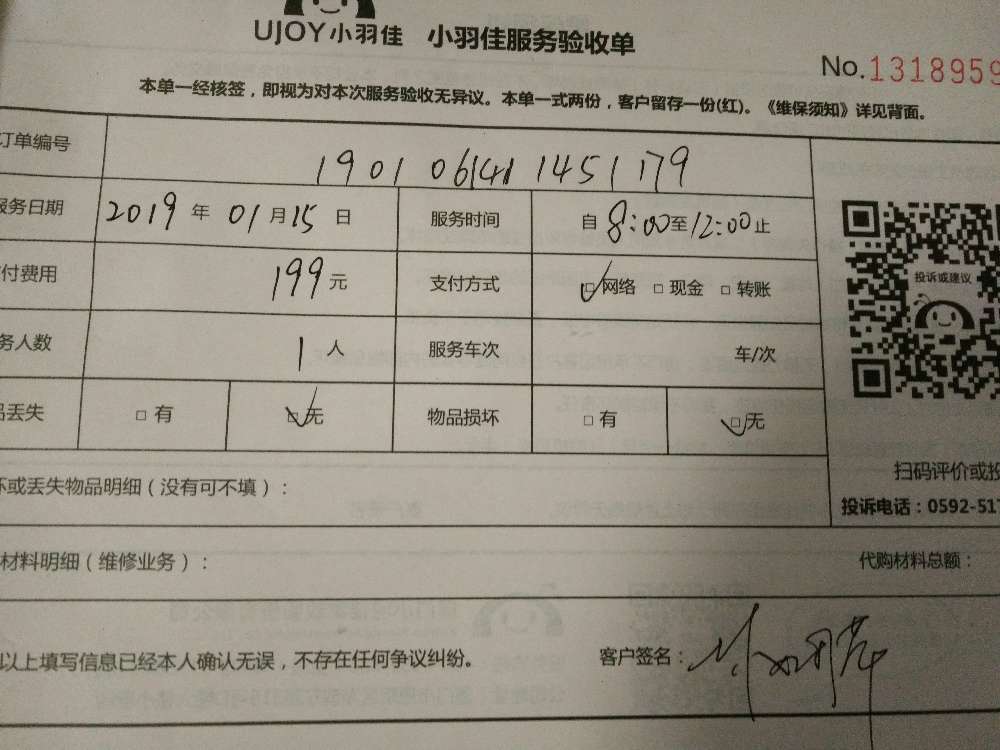 UJOY小羽佳 小羽佳服务验收单
No.1318959
本单一经核签，即视为对本次服务验收无异议。本单一式两份，客户留存一份(红)。《维保须知》详见背面。
订单编号 1901061411451179
服务日期 2019 年 01 月 15 日 服务时间 自 8:00 至 12:00 止
付费用 199 元 支付方式 □网络 □现金 □转账
务人数 1 人 服务车次 车/次
品丢失 □有 □无 物品损坏 □有 □无
投诉或建议
扫码评价或投
坏或丢失物品明细（没有可不填）：
投诉电话：0592-517
材料明细（维修业务）： 代购材料总额：
以上填写信息已经本人确认无误，不存在任何争议纠纷。 客户签名：